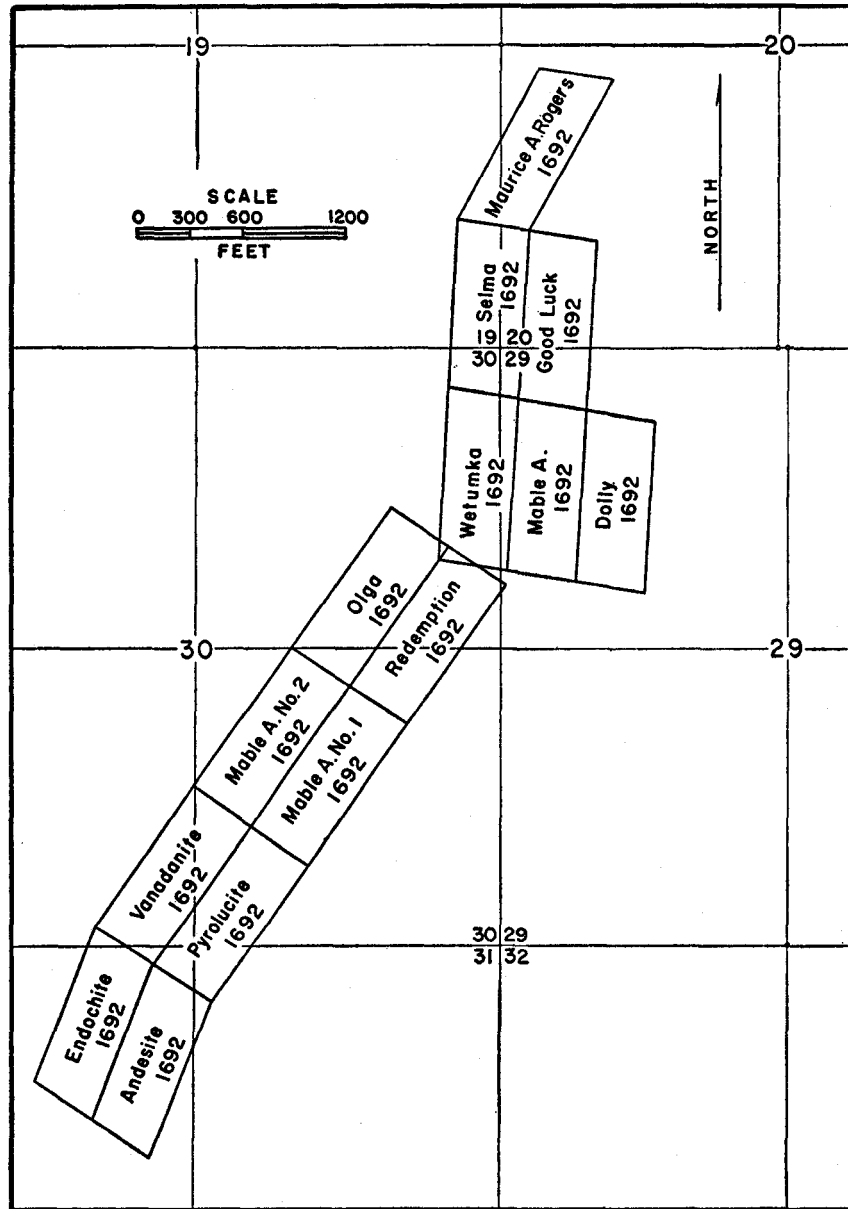 19
20
Maurice A. Rogers
1692
SCALE
0 300 600 1200
FEET
NORTH
Selma
1692
Good Luck
1692
19 20
30 29
Wetumka
1692
Mable A.
1692
Dolly
1692
Olga
1692
Redemption
1692
30
29
Mable A. No. 2
1692
Mable A. No. 1
1692
Vanadanite
1692
Pyrolucite
1692
30 29
31 32
Endochite
1692
Andesite
1692